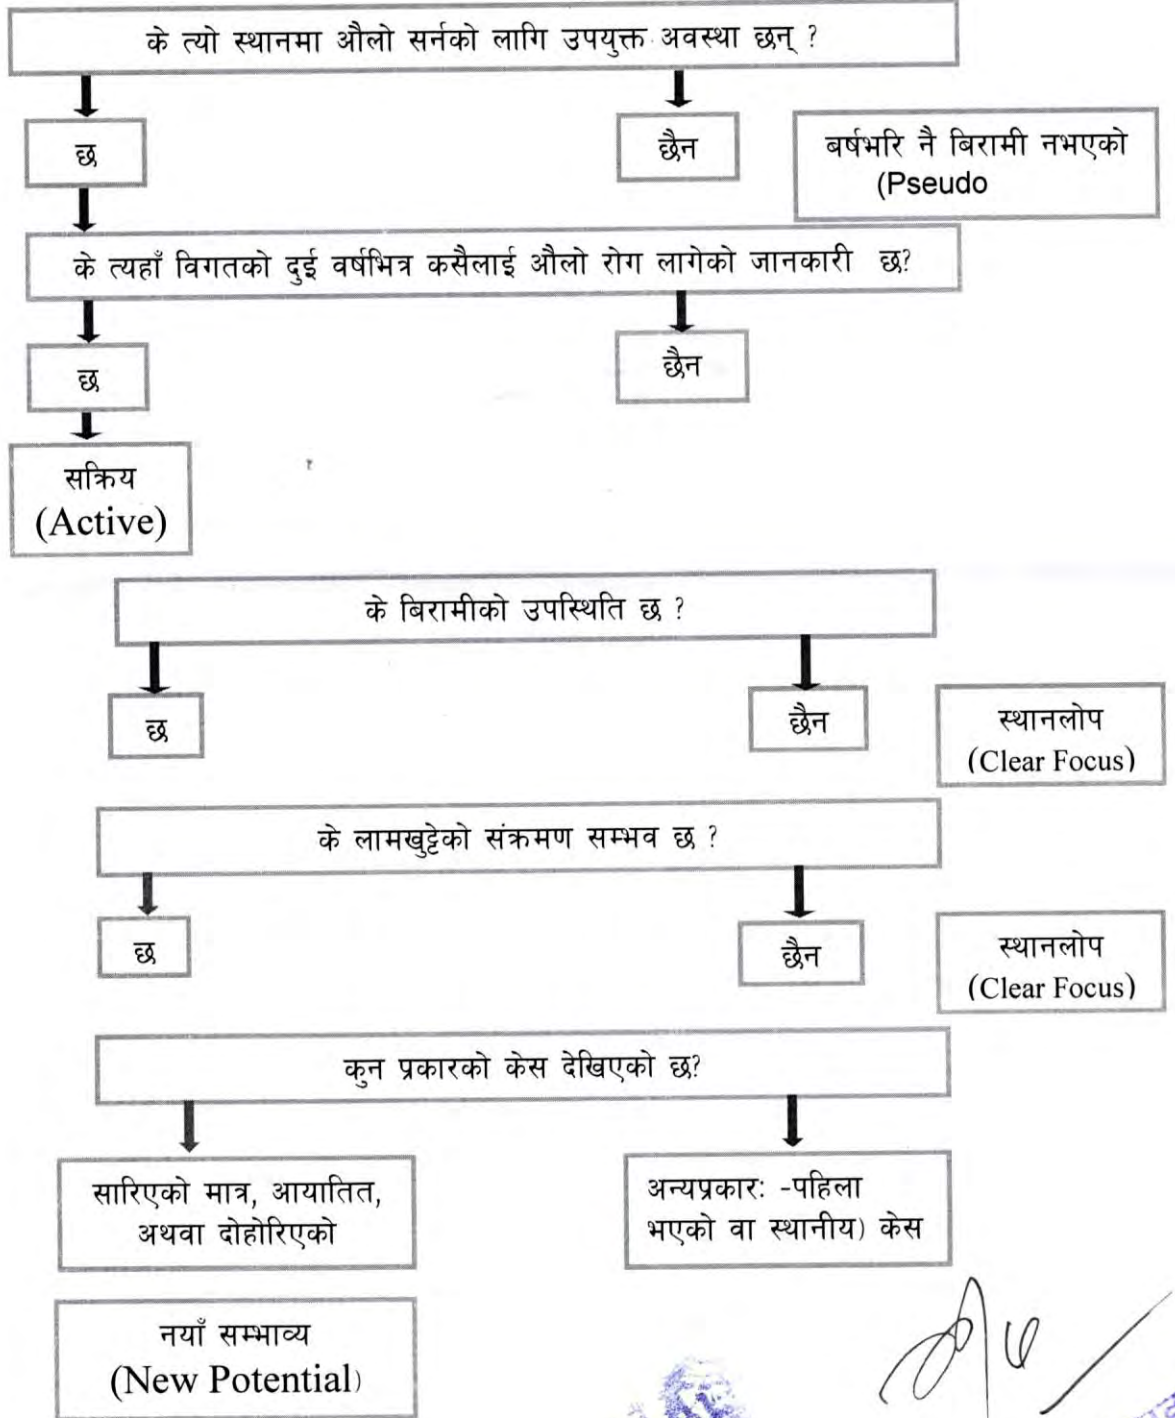 के त्यो स्थानमा औलो सर्नको लागि उपयुक्त अवस्था छन् ?
छ
छैन
बर्षभरि नै बिरामी नभएको
(Pseudo
के त्यहाँ विगतको दुई वर्षभित्र कसैलाई औलो रोग लागेको जानकारी छ?
छ
छैन
सक्रिय
(Active)
के बिरामीको उपस्थिति छ ?
छ
छैन
स्थानलोप
(Clear Focus)
के लामखुट्टेको संक्रमण सम्भव छ ?
छ
छैन
स्थानलोप
(Clear Focus)
कुन प्रकारको केस देखिएको छ?
सारिएको मात्र, आयातित,
अथवा दोहोरिएको
अन्यप्रकार: -पहिला
भएको वा स्थानीय) केस
नयाँ सम्भाव्य
(New Potential)